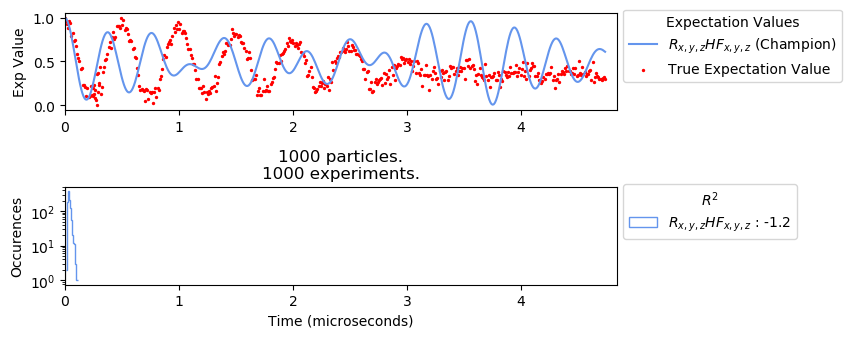 Expectation Values
R_{x,y,z}HF_{x,y,z} (Champion)
True Expectation Value
Exp Value
1.0
0.5
0.0
0 1 2 3 4
1000 particles.
1000 experiments.
R^2
R_{x,y,z}HF_{x,y,z} : -1.2
Occurences
10^2
10^1
10^0
0 1 2 3 4
Time (microseconds)